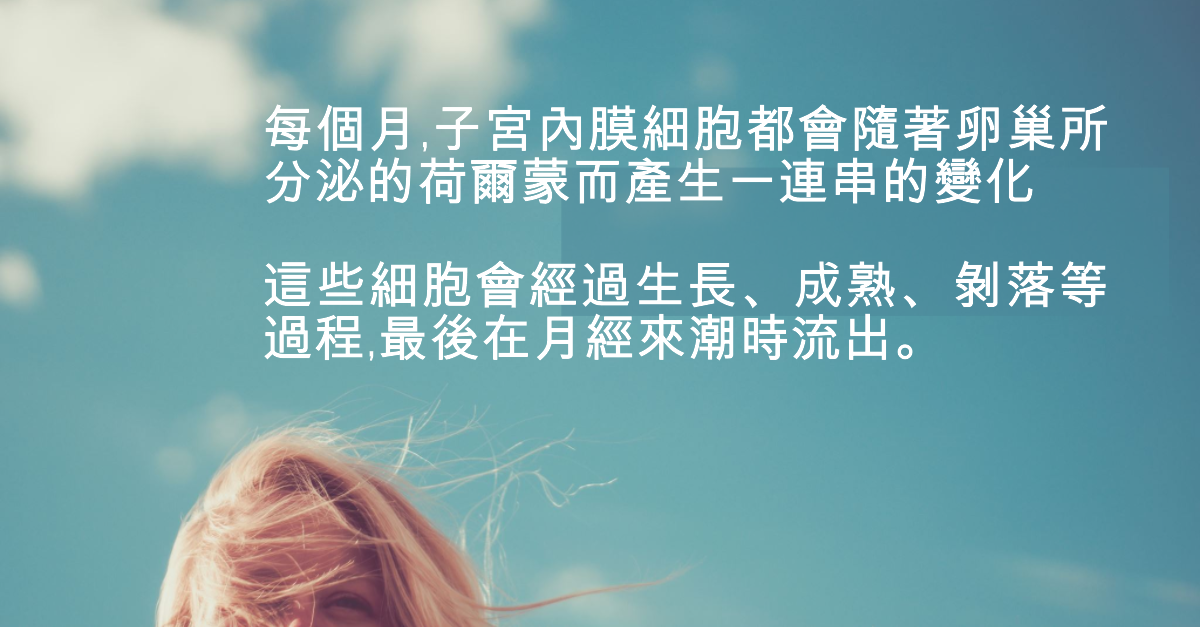 每個月,子宮內膜細胞都會隨著卵巢所
分泌的荷爾蒙而產生一連串的變化
這些細胞會經過生長、成熟、剝落等
過程,最後在月經來潮時流出。